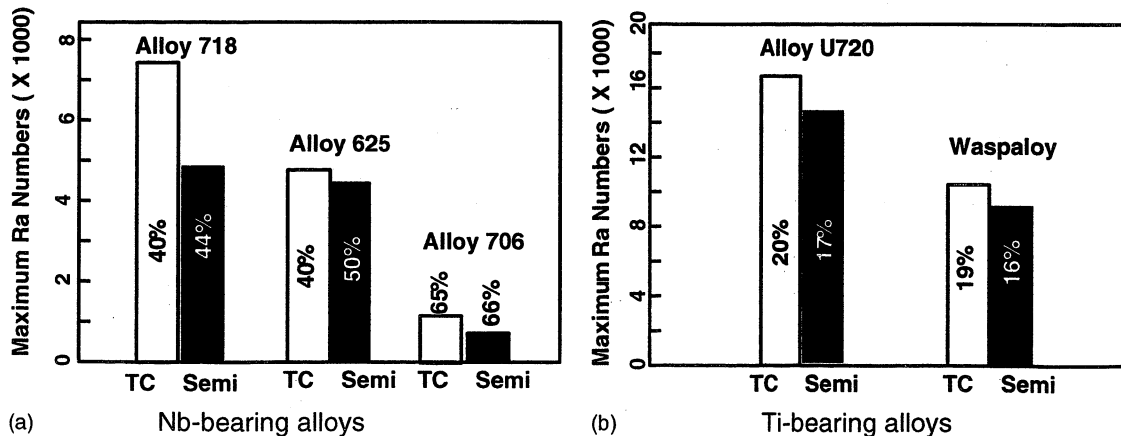 Maximum Ra Numbers ( X 1000)
8
6
4
2
0
Alloy 718
Alloy 625
Alloy 706
40%
44%
40%
50%
65%
66%
TC Semi TC Semi TC Semi
(a) Nb-bearing alloys
Maximum Ra Numbers ( X 1000)
20
16
12
8
4
0
Alloy U720
Waspaloy
20%
17%
19%
16%
TC Semi TC Semi
(b) Ti-bearing alloys